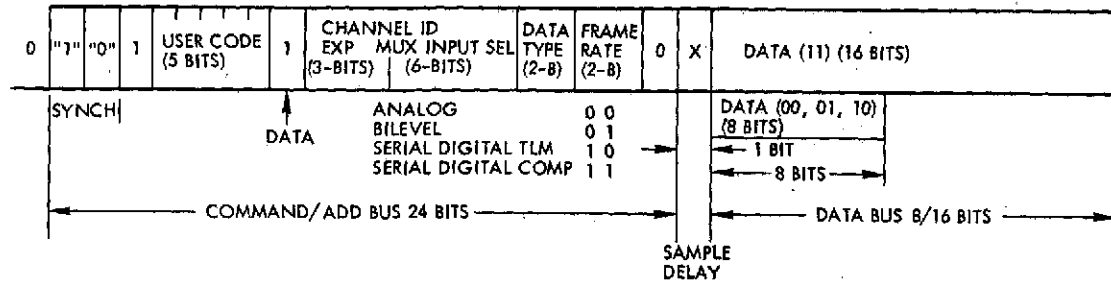 0 "1" "0" 1 USER CODE (5 BITS) 1 CHANNEL ID EXP MUX INPUT SEL (3-BITS) (6-BITS) DATA TYPE (2-B) FRAME RATE (2-B) 0 X DATA (11) (16 BITS)
SYNCH
DATA
ANALOG 0 0
BILEVEL 0 1
SERIAL DIGITAL TLM 1 0
SERIAL DIGITAL COMP 1 1
DATA (00, 01, 10)
(8 BITS)
1 BIT
8 BITS
COMMAND/ADD BUS 24 BITS
DATA BUS 8/16 BITS
SAMPLE
DELAY